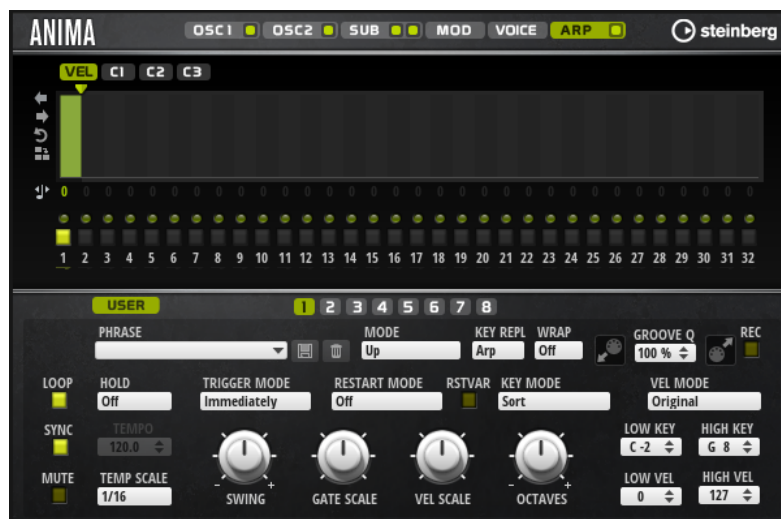 ANIMA OSC1 OSC2 SUB MOD VOICE ARP steinberg
VEL C1 C2 C3
0 0 0 0 0 0 0 0 0 0 0 0 0 0 0 0 0 0 0 0 0 0 0 0 0 0 0 0 0 0 0 0
1 2 3 4 5 6 7 8 9 10 11 12 13 14 15 16 17 18 19 20 21 22 23 24 25 26 27 28 29 30 31 32
USER 1 2 3 4 5 6 7 8
PHRASE MODE KEY REPL WRAP GROOVE Q REC
Up Arp Off 100 %
LOOP HOLD TRIGGER MODE RESTART MODE RSTVAR KEY MODE VEL MODE
Off Immediately Off Sort Original
SYNC TEMPO LOW KEY HIGH KEY
120.0 C -2 G 8
MUTE TEMP SCALE LOW VEL HIGH VEL
1/16 - SWING + GATE SCALE VEL SCALE - OCTAVES + 0 127